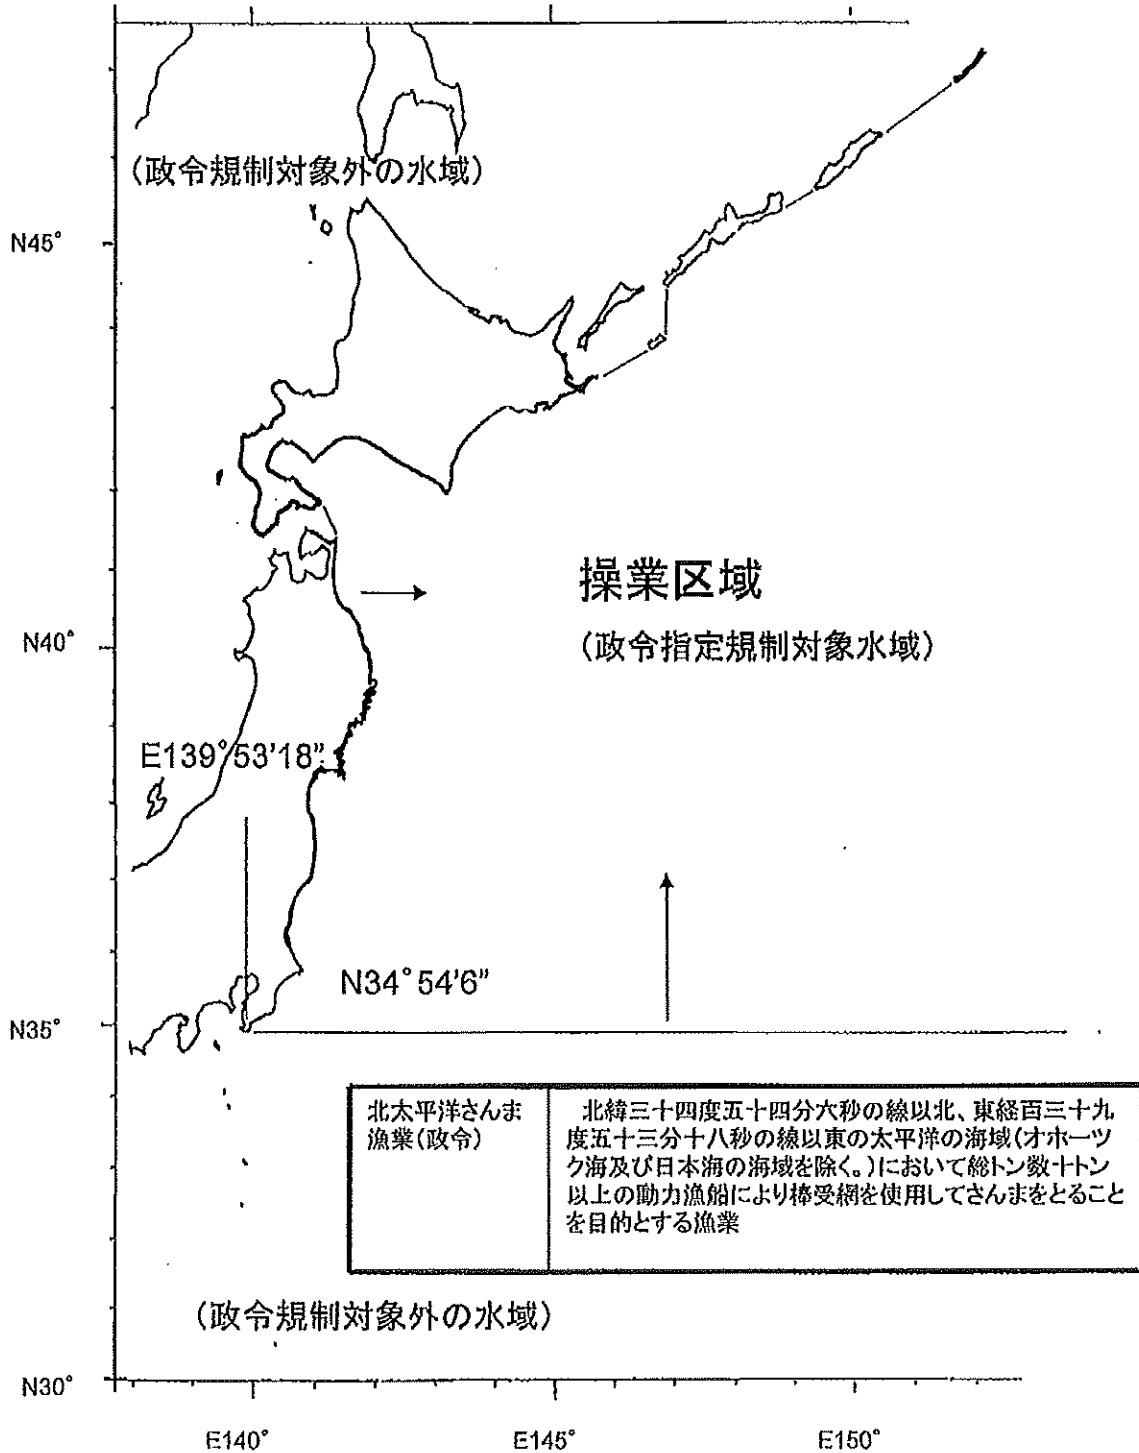 (政令規制対象外の水域)
N45°
操業区域
N40°
(政令指定規制対象水域)
E139°53'18"
N34°54'6"
N35°
北太平洋さんま
漁業(政令)
北緯三十四度五十四分六秒の線以北、東経百三十九
度五十三分十八秒の線以東の太平洋の海域(オホーツ
ク海及び日本海の海域を除く。)において総トン数十トン
以上の動力漁船により棒受網を使用してさんまをとること
を目的とする漁業
(政令規制対象外の水域)
N30°
E140°
E145°
E150°